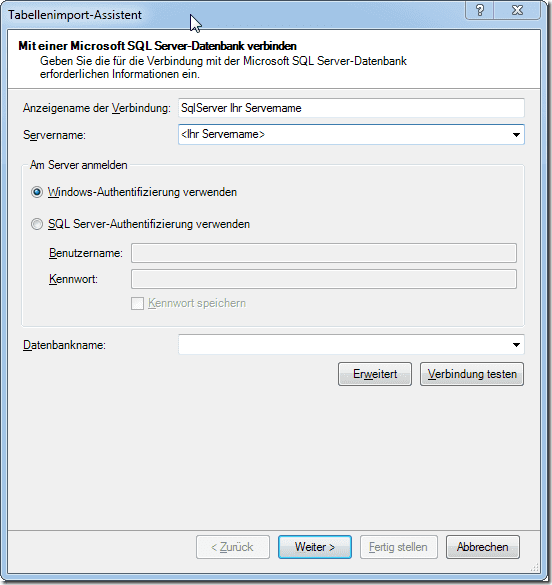 Tabellenimport-Assistent
Mit einer Microsoft SQL Server-Datenbank verbinden
Geben Sie die für die Verbindung mit der Microsoft SQL Server-Datenbank
erforderlichen Informationen ein.
Anzeigename der Verbindung: SqlServer Ihr Servername
Servername: <Ihr Servername>
Am Server anmelden
Windows-Authentifizierung verwenden
SQL Server-Authentifizierung verwenden
Benutzername:
Kennwort:
Kennwort speichern
Datenbankname:
Erweitert Verbindung testen
< Zurück Weiter > Fertig stellen Abbrechen